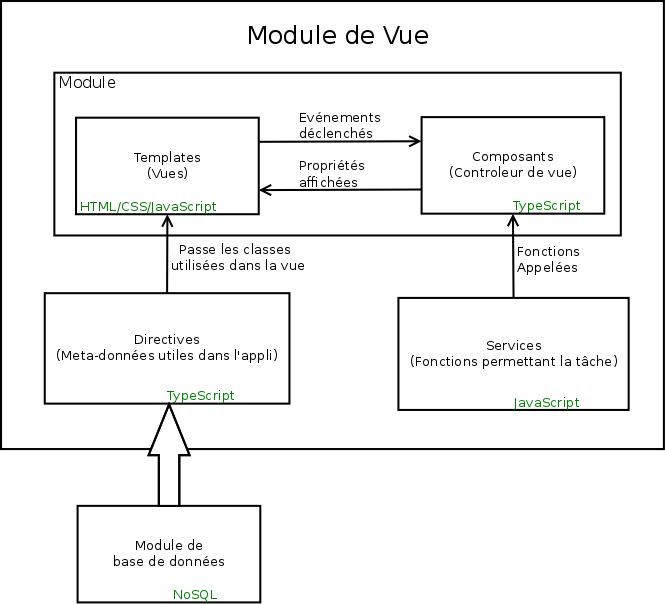 Module de Vue
Module
Evénements
déclenchés
Templates
(Vues)
Composants
(Controleur de vue)
Propriétés
affichées
HTML/CSS/JavaScript
TypeScript
Passe les classes
utilisées dans la vue
Fonctions
Appelées
Directives
(Meta-données utiles dans l'appli)
TypeScript
Services
(Fonctions permettant la tâche)
JavaScript
Module de
base de données
NoSQL